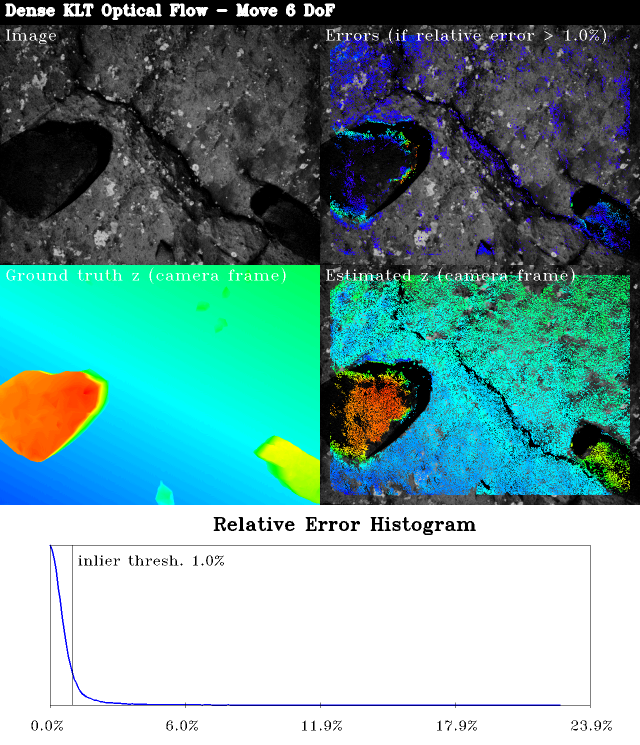 Dense KLT Optical Flow - Move 6 DoF
Image
Errors (if relative error > 1.0%)
Ground truth z (camera frame)
Estimated z (camera frame)
Relative Error Histogram
inlier thresh. 1.0%
0.0% 6.0% 11.9% 17.9% 23.9%